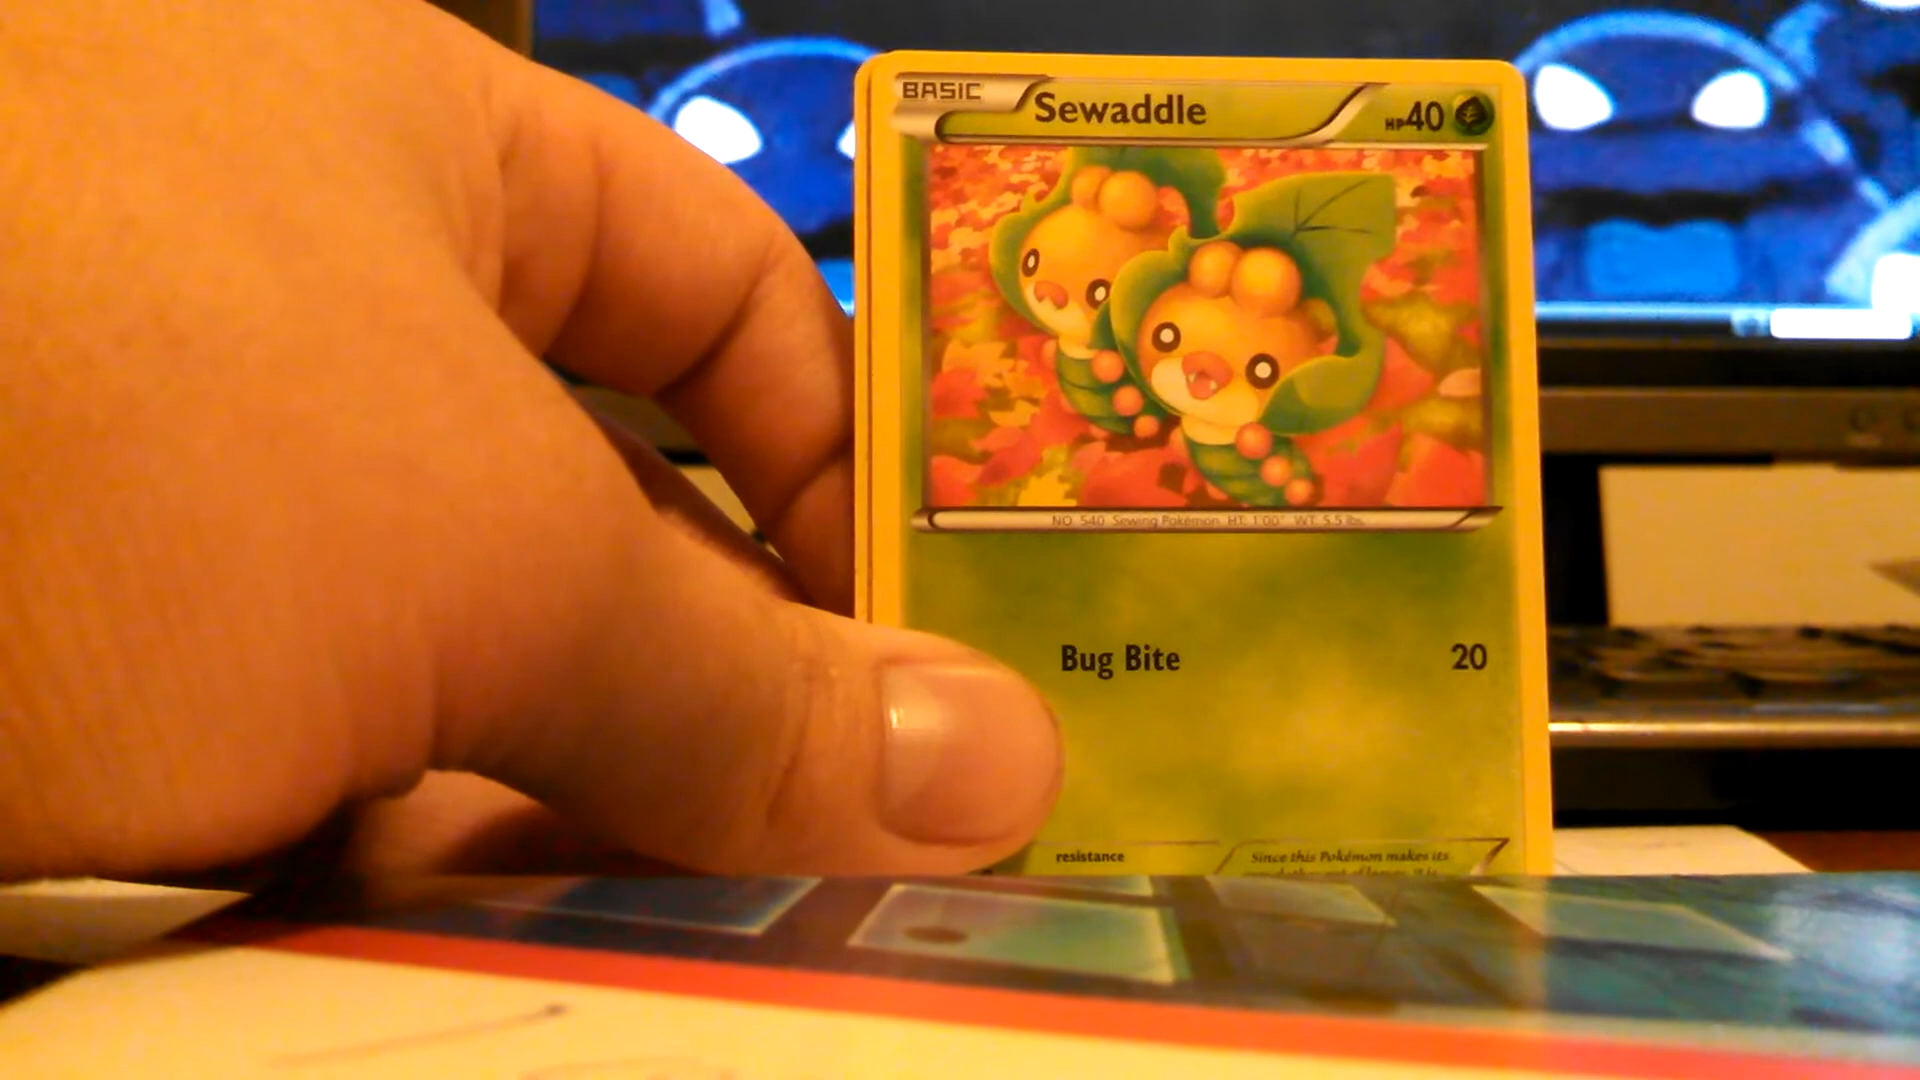 BASIC
Sewaddle
HP40
NO. 540 Sewing Pokémon HT: 1'00" WT: 5.5 lbs.
Bug Bite 20
resistance
Since this Pokémon makes its